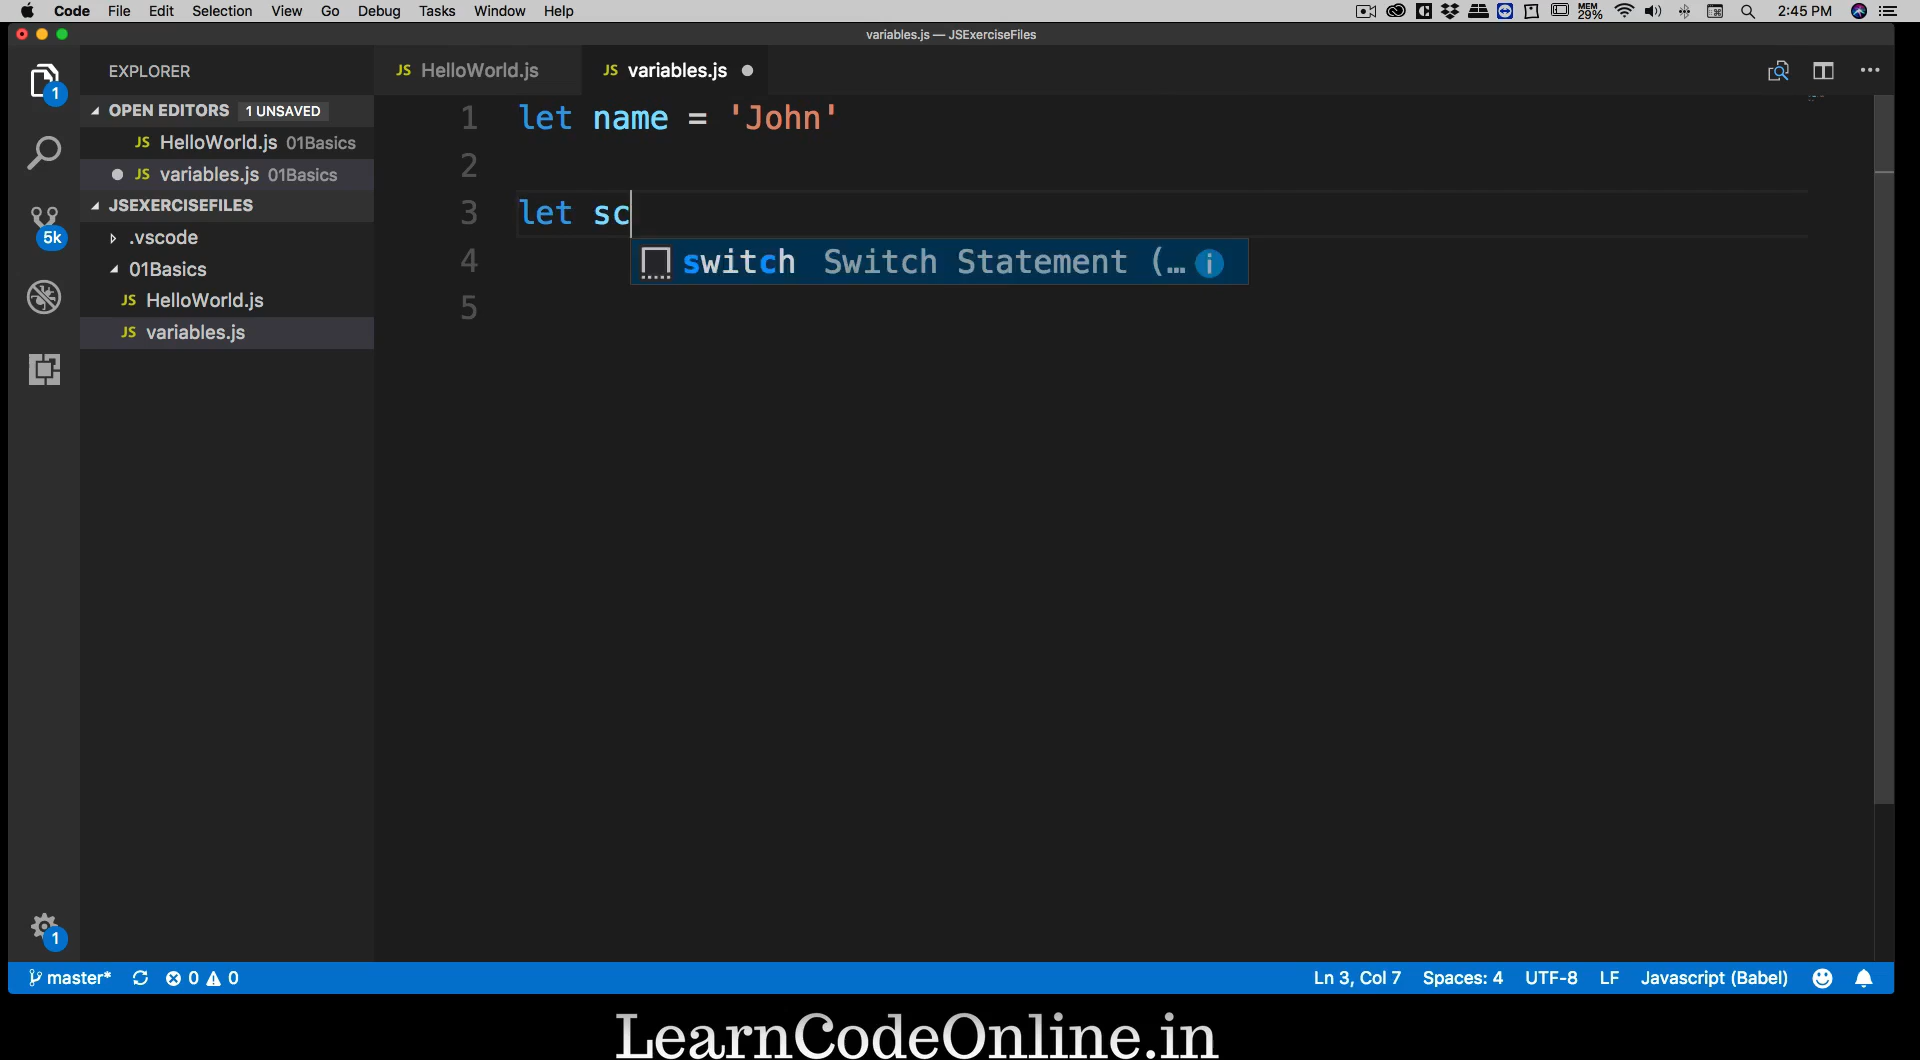 Code File Edit Selection View Go Debug Tasks Window Help MEM 29% 2:45 PM
variables.js — JSExerciseFiles
EXPLORER
JS HelloWorld.js JS variables.js
OPEN EDITORS 1 UNSAVED
JS HelloWorld.js 01Basics
JS variables.js 01Basics
JSEXERCISEFILES
.vscode
01Basics
JS HelloWorld.js
JS variables.js
1
5k
1
1 let name = 'John'
2
3 let sc
4
switch Switch Statement (…
5
master* 0 0 Ln 3, Col 7 Spaces: 4 UTF-8 LF Javascript (Babel)
LearnCodeOnline.in